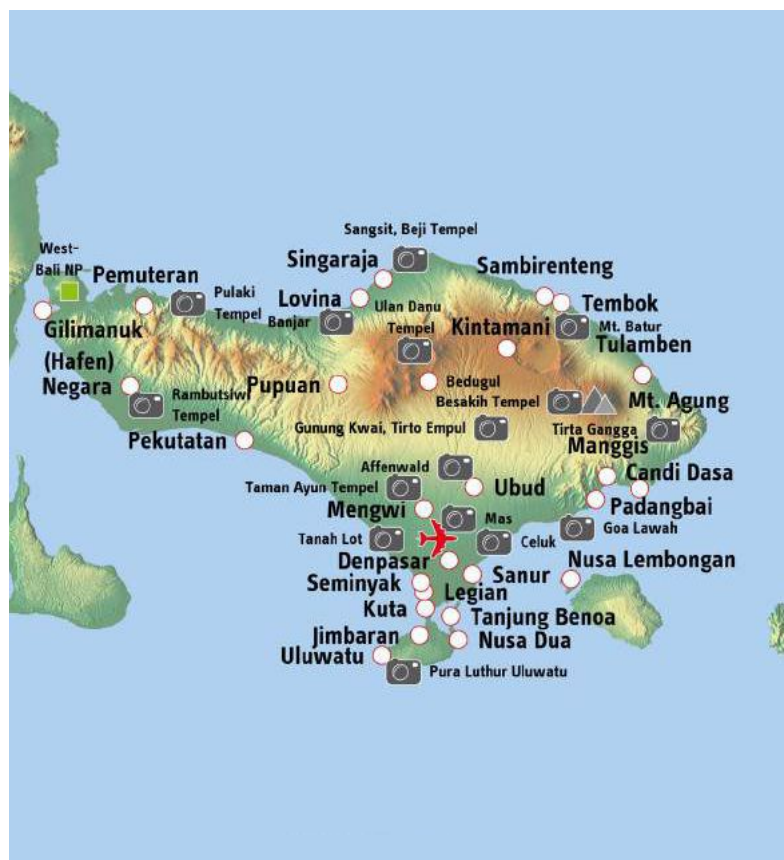 Sangsit, Beji Tempel
West-
Bali NP
Pemuteran
Singaraja
Sambirenteng
Pulaki
Tempel
Lovina
Ulan Danu
Tempel
Tembok
Gilimanuk
(Hafen)
Banjar
Kintamani
Mt. Batur
Tulamben
Negara
Rambutsiwi
Tempel
Pupuan
Bedugul
Besakih Tempel
Mt. Agung
Pekutatan
Gunung Kwai, Tirto Empul
Tirta Gangga
Manggis
Affenwald
Candi Dasa
Taman Ayun Tempel
Ubud
Mengwi
Padangbai
Mas
Goa Lawah
Tanah Lot
Celuk
Denpasar
Nusa Lembongan
Seminyak
Sanur
Legian
Kuta
Tanjung Benoa
Jimbaran
Nusa Dua
Uluwatu
Pura Luthur Uluwatu